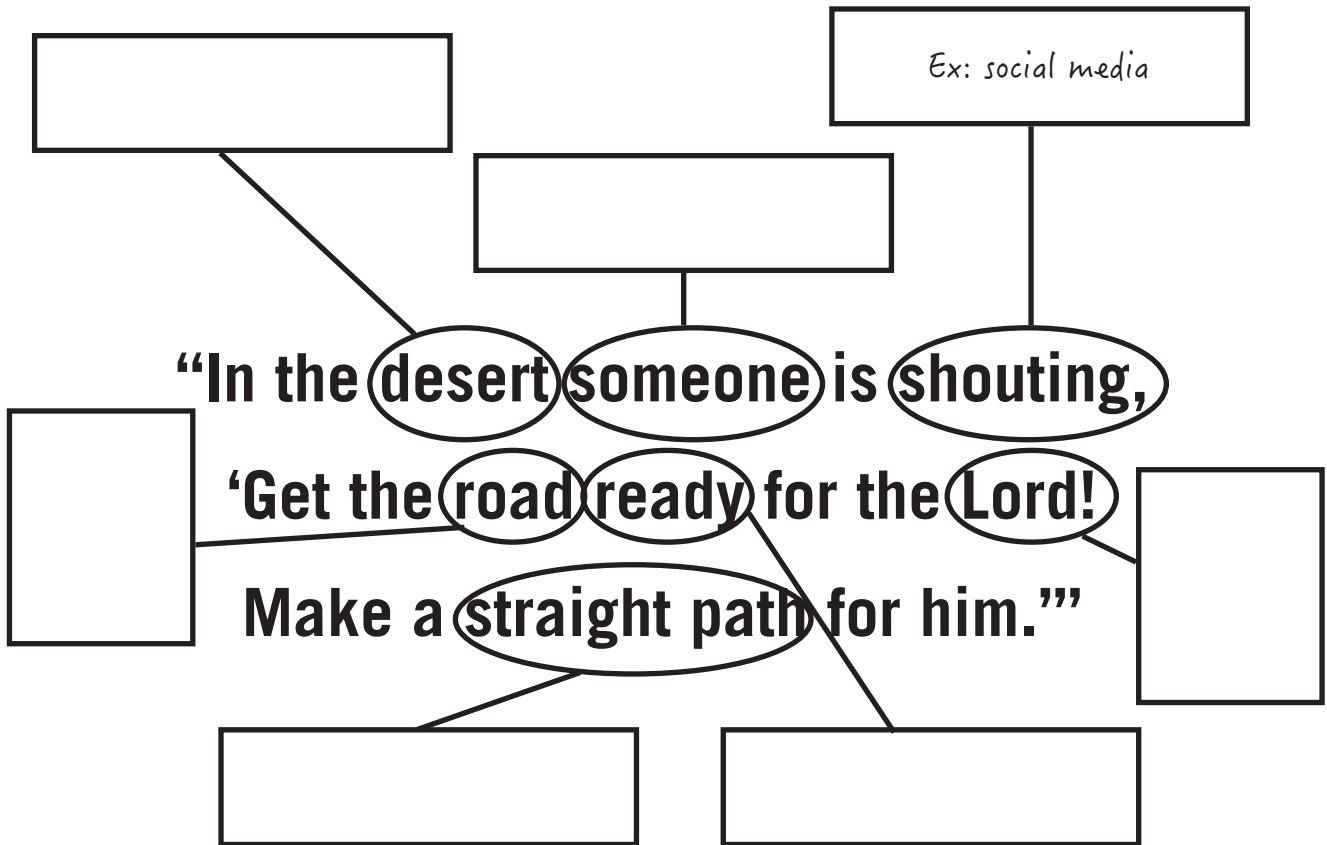 Ex: social media
“In the desert someone is shouting,
‘Get the road ready for the Lord!
Make a straight path for him.’”